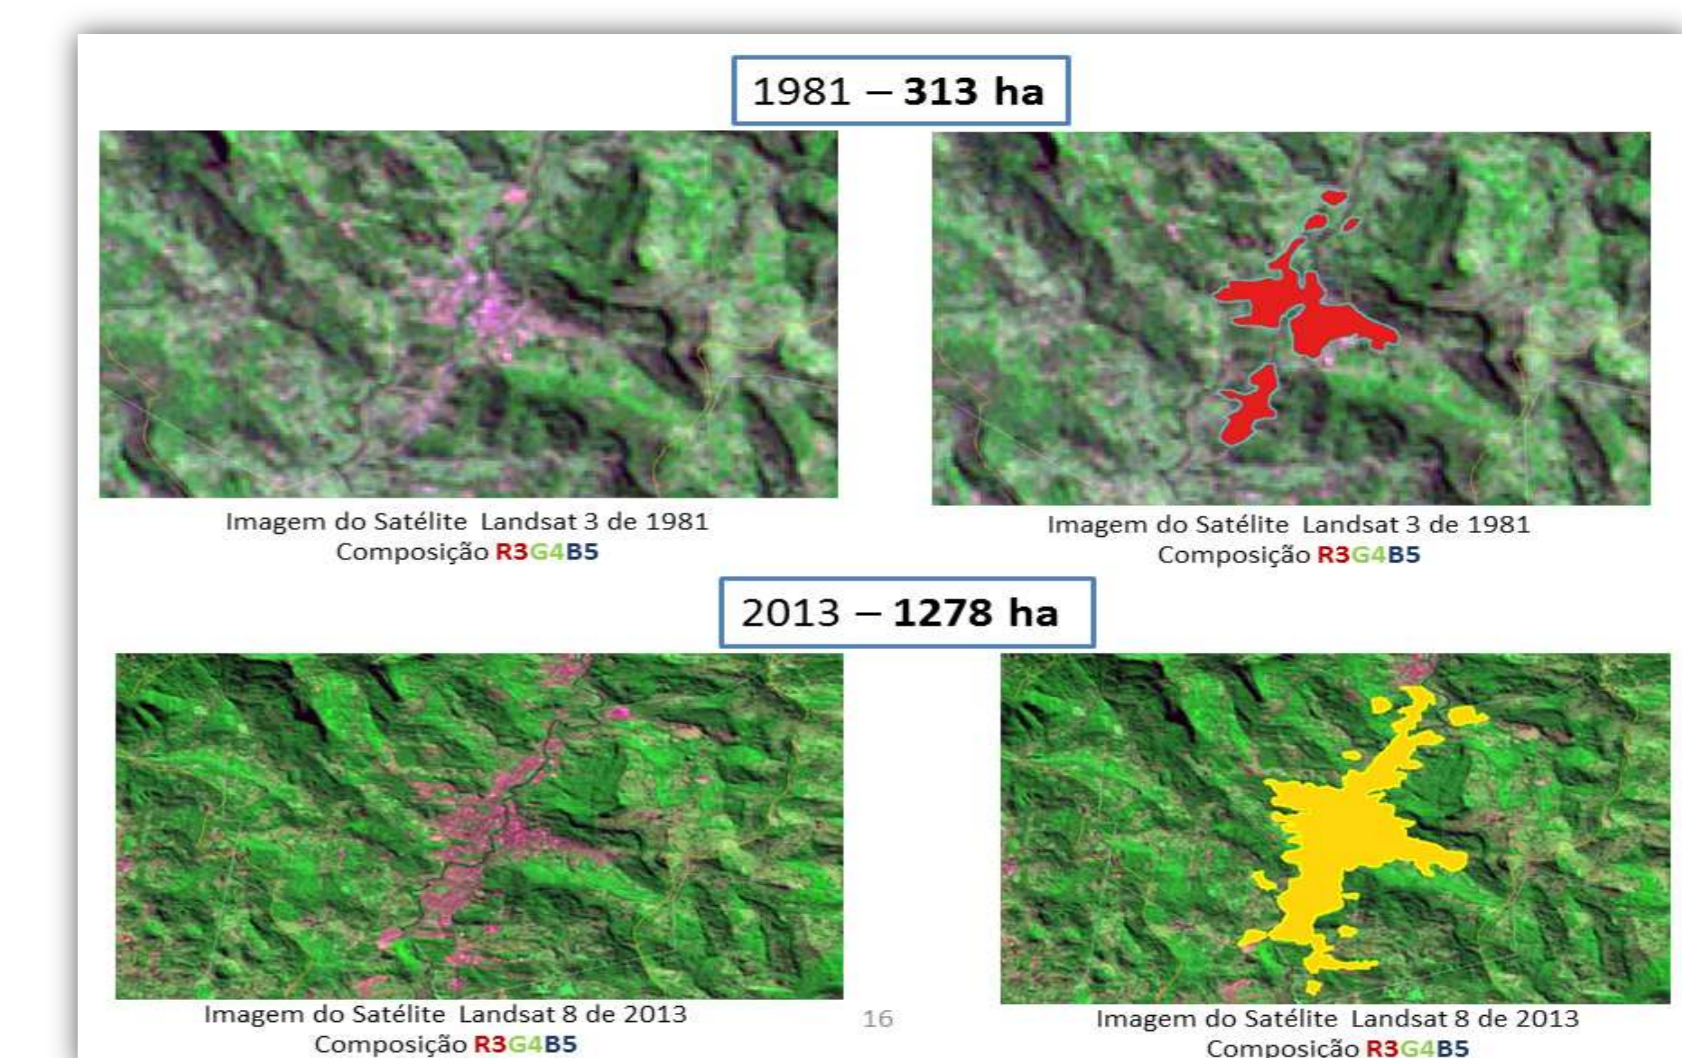 1981 – 313 ha
Imagem do Satélite Landsat 3 de 1981
Composição R3G4B5
Imagem do Satélite Landsat 3 de 1981
Composição R3G4B5
2013 – 1278 ha
Imagem do Satélite Landsat 8 de 2013
Composição R3G4B5
16
Imagem do Satélite Landsat 8 de 2013
Composição R3G4B5